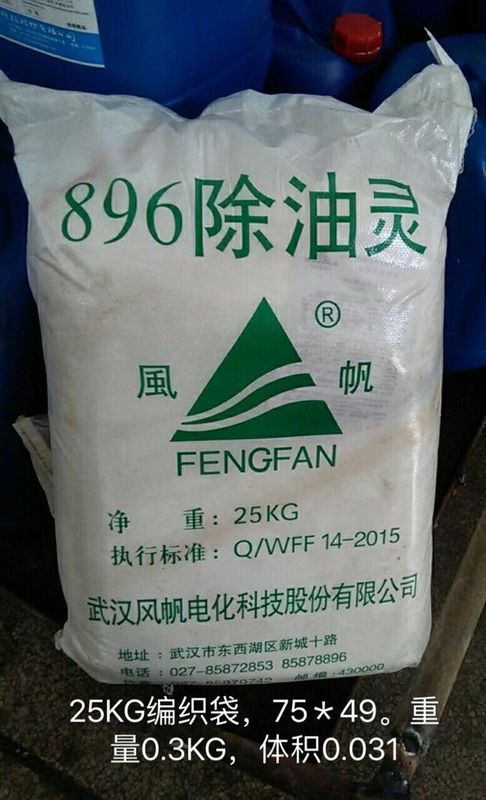 896除油灵
®
風 帆
FENGFAN
净 重：25KG
执行标准：Q/WFF 14-2015
武汉风帆电化科技股份有限公司
地址：武汉市东西湖区新城十路
电话：027-85872853 85878896
邮编：430000
25KG编织袋，75*49。重
量0.3KG，体积0.031